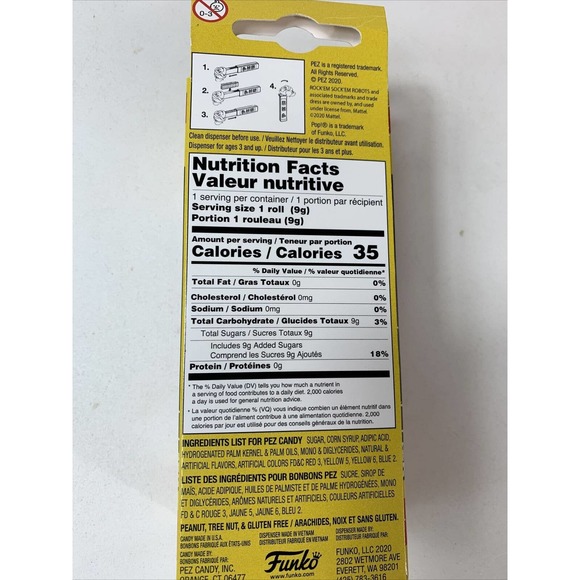 0-3
1.
2.
3.
4.
PEZ is a registered trademark.
All Rights Reserved.
© PEZ 2020.
ROCK'EM SOCK'EM ROBOTS and
associated trademarks and trade
dress are owned by, and used
under license from, Mattel.
©2020 Mattel.
Pop!® is a trademark
of Funko, LLC.
Clean dispenser before use. / Veuillez Nettoyer le distributeur avant utilisation.
Dispenser for ages 3 and up. / Distributeur pour les 3 ans et plus.
Nutrition Facts
Valeur nutritive
1 serving per container / 1 portion par récipient
Serving size 1 roll (9g)
Portion 1 rouleau (9g)
Amount per serving / Teneur par portion
Calories / Calories 35
% Daily Value / % valeur quotidienne*
Total Fat / Gras Totaux 0g 0%
Cholesterol / Cholestérol 0mg 0%
Sodium / Sodium 0mg 0%
Total Carbohydrate / Glucides Totaux 9g 3%
Total Sugars / Sucres Totaux 9g
Includes 9g Added Sugars
Comprend les Sucres 9g Ajoutés 18%
Protein / Protéines 0g
* The % Daily Value (DV) tells you how much a nutrient in
a serving of food contributes to a daily diet. 2,000 calories
a day is used for general nutrition advice.
• La valeur quotidienne % (VQ) vous indique combien un élément nutritif dans
une portion de l'aliment contribue à une alimentation quotidienne. 2,000
calories par jour est utilisé pour des conseils généraux de la nutrition.
INGREDIENTS LIST FOR PEZ CANDY SUGAR, CORN SYRUP, ADIPIC ACID,
HYDROGENATED PALM KERNEL & PALM OILS, MONO & DIGLYCERIDES, NATURAL &
ARTIFICIAL FLAVORS, ARTIFICIAL COLORS FD&C RED 3, YELLOW 5, YELLOW 6, BLUE 2.
LISTE DES INGRÉDIENTS POUR BONBONS PEZ SUCRE, SIROP DE
MAÏS, ACIDE ADIPIQUE, HUILES DE PALMISTE ET DE PALME HYDROGÉNÉES, MONO
ET DIGLYCÉRIDES, ARÔMES NATURELS ET ARTIFICIELS, COULEURS ARTIFICIELLES
FD & C ROUGE 3, JAUNE 5, JAUNE 6, BLEU 2.
PEANUT, TREE NUT, & GLUTEN FREE / ARACHIDES, NOIX ET SANS GLUTEN.
CANDY MADE IN U.S.A.
BONBONS FABRIQUÉ AUX ÉTATS-UNIS
CANDY MADE BY:
BONBONS FABRIQUÉ PAR:
PEZ CANDY, INC.
ORANGE, CT 06477
DISPENSER MADE IN VIETNAM
DISTRIBUTEUR FABRIQUÉ EN VIETNAM
Funko
www.funko.com
FUNKO, LLC 2020
2802 WETMORE AVE
EVERETT, WA 98201
(425) 783-3616